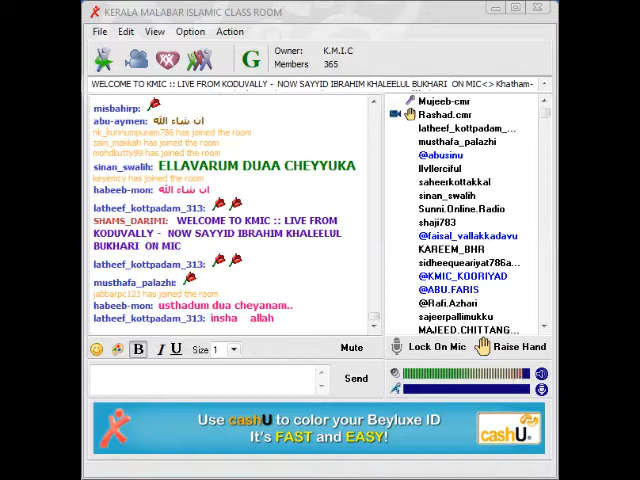 KERALA MALABAR ISLAMIC CLASS ROOM
File Edit View Option Action
G
Owner: K.M.I.C
Members 365
WELCOME TO KMIC :: LIVE FROM KODUVALLY - NOW SAYYID IBRAHIM KHALEELUL BUKHARI ON MIC<> Khatham-
misbahirp:
abu-aymen: ان شاء الله
nk_kunnumpuram786 has joined the room
zain_makkah has joined the room
mohdkutty99 has joined the room
sinan_swalih: ELLAVARUM DUAA CHEYYUKA
keyemcy has joined the room
habeeb-mon: ان شاء الله
latheef_kottpadam_313:
SHAMS_DARIMI: WELCOME TO KMIC :: LIVE FROM
KODUVALLY - NOW SAYYID IBRAHIM KHALEELUL
BUKHARI ON MIC
latheef_kottpadam_313:
musthafa_palazhi:
jabbarpc123 has joined the room
habeeb-mon: usthadum dua cheyanam..
latheef_kottpadam_313: insha allah
Mujeeb-cmr
Rashad.cmr
latheef_kottpadam_...
musthafa_palazhi
@abusinu
llvllerciful
saheerkottakkal
sinan_swalih
Sunni.Online.Radio
shaji783
@faisal_vallakkadavu
KAREEM_BHR
sidheequeariyat786a...
@KMIC_KOORIYAD
@ABU.FARIS
@Rafi.Azhari
sajeerpallimukku
MAJEED.CHITTANG...
B I U Size 1 Mute
Lock On Mic Raise Hand
Send
Use cashU to color your Beyluxe ID
It's FAST and EASY!
cashU